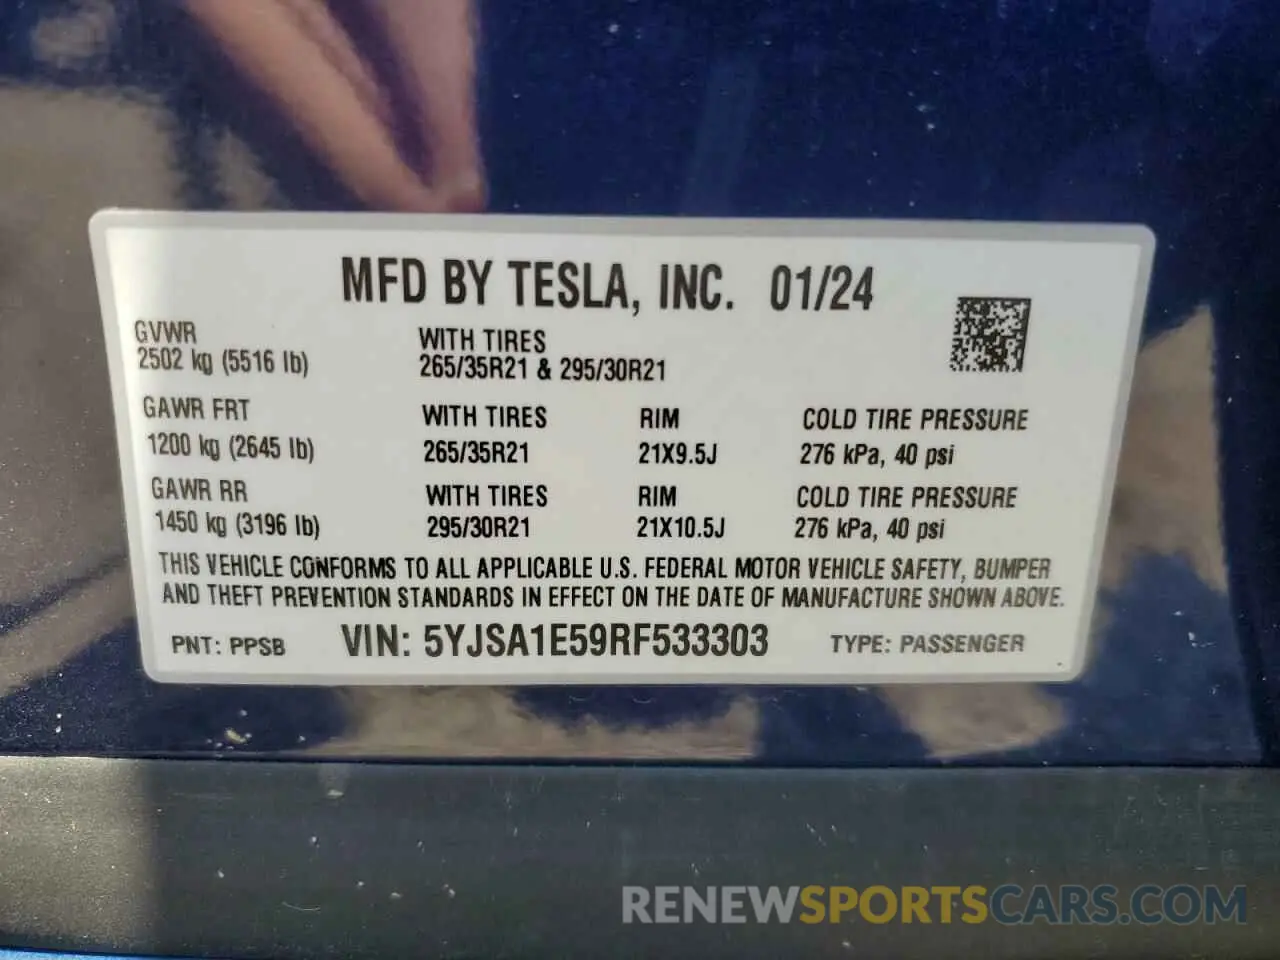 MFD BY TESLA, INC. 01/24
GVWR
2502 kg (5516 lb)
WITH TIRES
265/35R21 & 295/30R21
GAWR FRT
1200 kg (2645 lb)
WITH TIRES
265/35R21
RIM
21X9.5J
COLD TIRE PRESSURE
276 kPa, 40 psi
GAWR RR
1450 kg (3196 lb)
WITH TIRES
295/30R21
RIM
21X10.5J
COLD TIRE PRESSURE
276 kPa, 40 psi
THIS VEHICLE CONFORMS TO ALL APPLICABLE U.S. FEDERAL MOTOR VEHICLE SAFETY, BUMPER
AND THEFT PREVENTION STANDARDS IN EFFECT ON THE DATE OF MANUFACTURE SHOWN ABOVE.
PNT: PPSB VIN: 5YJSA1E59RF533303 TYPE: PASSENGER
RENEWSPORTSCARS.COM